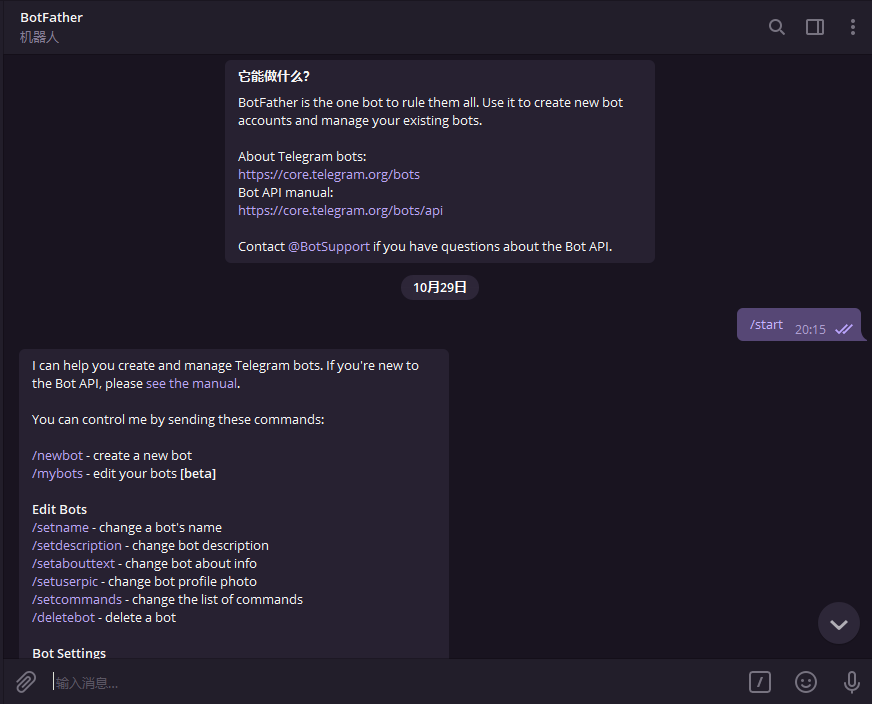 BotFather
机器人
它能做什么?
BotFather is the one bot to rule them all. Use it to create new bot
accounts and manage your existing bots.
About Telegram bots:
https://core.telegram.org/bots
Bot API manual:
https://core.telegram.org/bots/api
Contact @BotSupport if you have questions about the Bot API.
10月29日
/start 20:15
I can help you create and manage Telegram bots. If you're new to
the Bot API, please see the manual.
You can control me by sending these commands:
/newbot - create a new bot
/mybots - edit your bots [beta]
Edit Bots
/setname - change a bot's name
/setdescription - change bot description
/setabouttext - change bot about info
/setuserpic - change bot profile photo
/setcommands - change the list of commands
/deletebot - delete a bot
Bot Settings
输入消息...